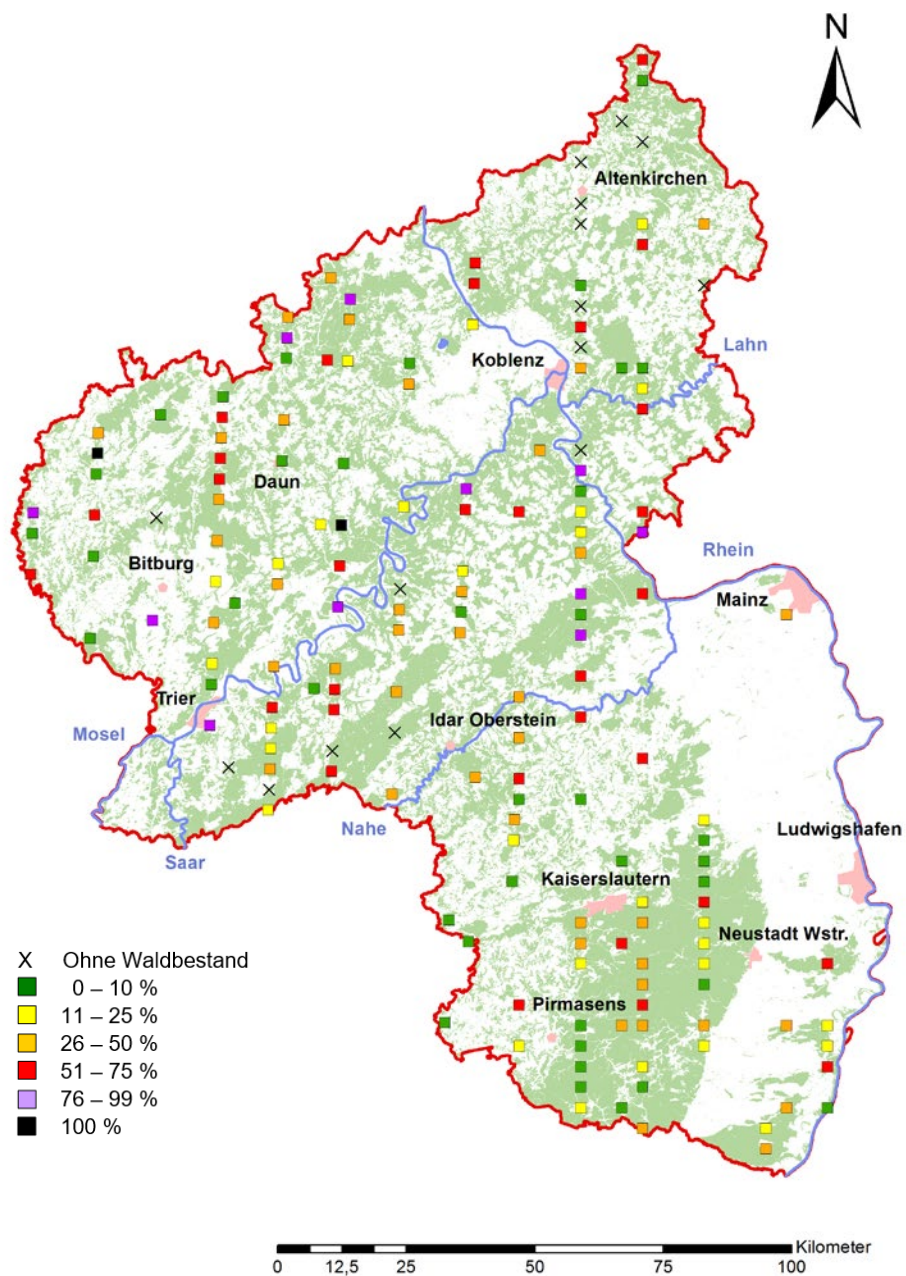 N
Altenkirchen
Lahn
Koblenz
Daun
Bitburg
Rhein
Mainz
Trier
Mosel
Idar Oberstein
Nahe
Saar
Ludwigshafen
Kaiserslautern
Neustadt Wstr.
Pirmasens
X Ohne Waldbestand
0 – 10 %
11 – 25 %
26 – 50 %
51 – 75 %
76 – 99 %
100 %
Kilometer
0 12,5 25 50 75 100